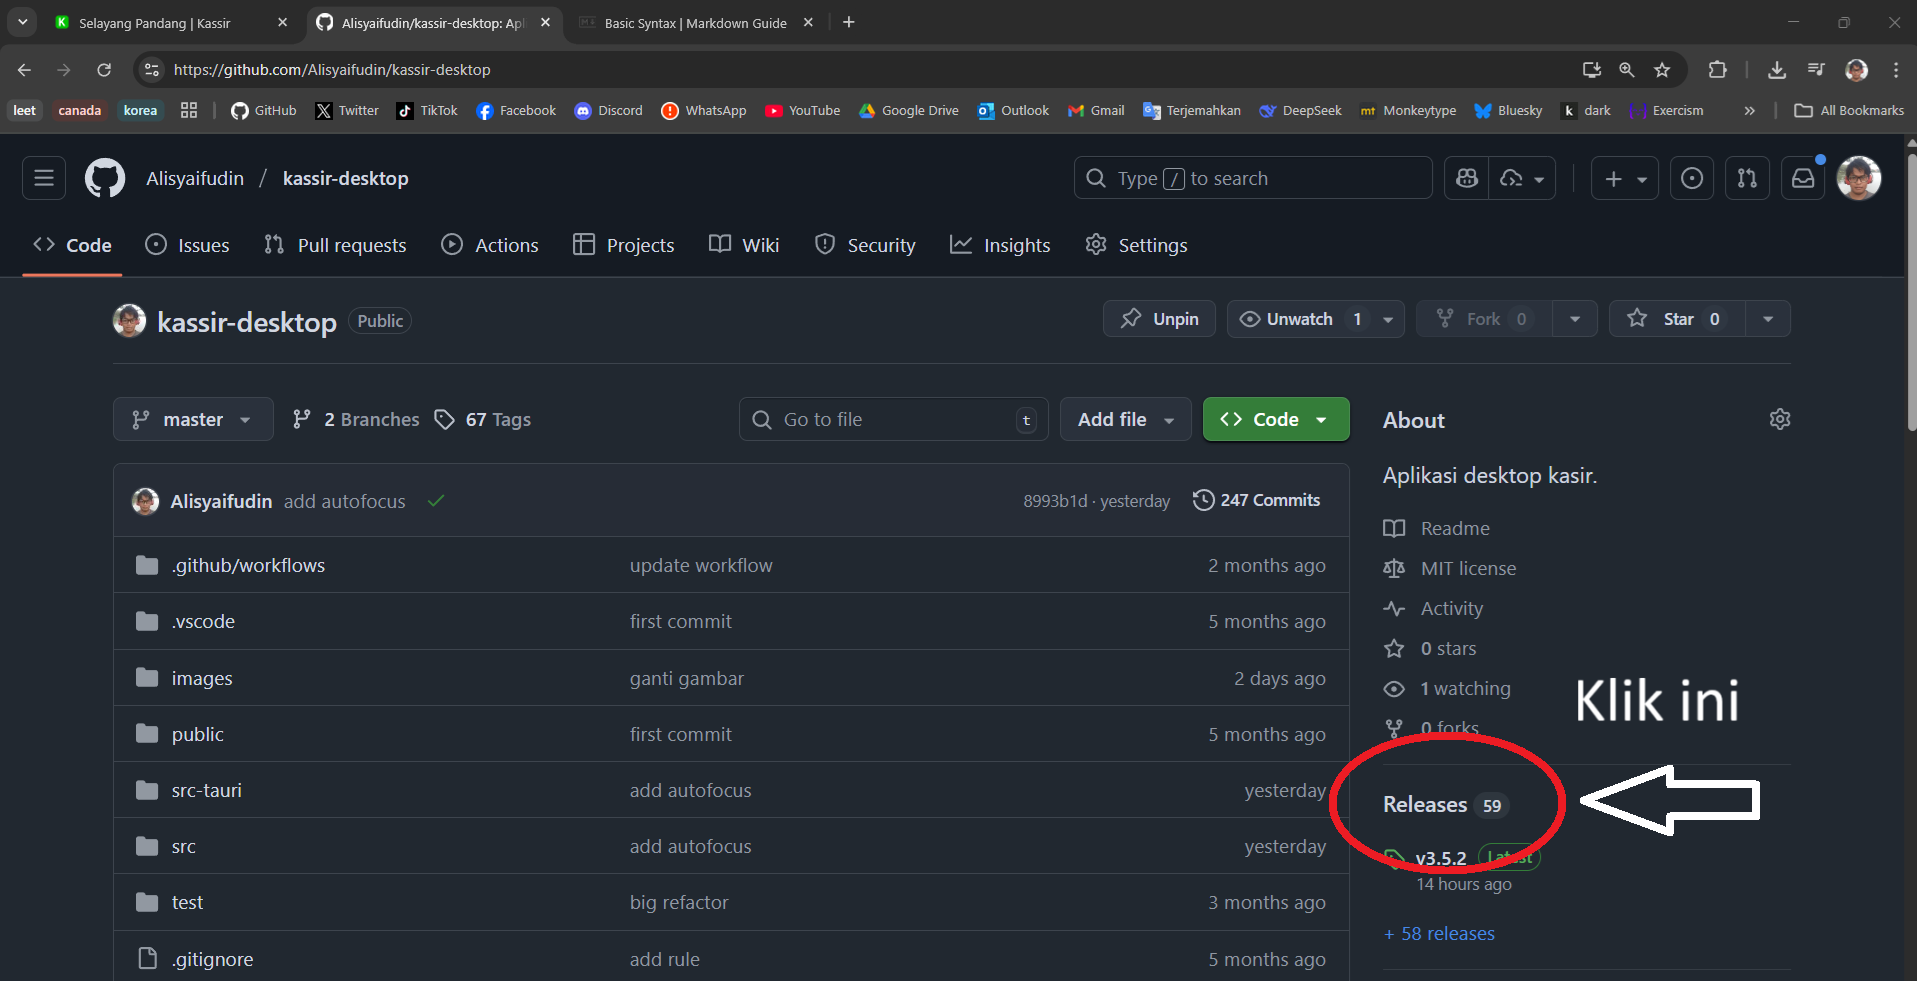 Selayang Pandang | Kassir
Alisyaifudin/kassir-desktop: Apl
Basic Syntax | Markdown Guide
https://github.com/Alisyaifudin/kassir-desktop
leet canada korea GitHub Twitter TikTok Facebook Discord WhatsApp YouTube Google Drive Outlook Gmail Terjemahkan DeepSeek mt Monkeytype Bluesky k dark Exercism » All Bookmarks
Alisyaifudin / kassir-desktop
Type / to search
Code Issues Pull requests Actions Projects Wiki Security Insights Settings
kassir-desktop Public
Unpin Unwatch 1 Fork 0 Star 0
master 2 Branches 67 Tags
Go to file t Add file Code
Alisyaifudin add autofocus 8993b1d · yesterday 247 Commits
.github/workflows update workflow 2 months ago
.vscode first commit 5 months ago
images ganti gambar 2 days ago
public first commit 5 months ago
src-tauri add autofocus yesterday
src add autofocus yesterday
test big refactor 3 months ago
.gitignore add rule 5 months ago
About
Aplikasi desktop kasir.
Readme
MIT license
Activity
0 stars
1 watching
0 forks
Klik ini
Releases 59
v3.5.2 Latest
14 hours ago
+ 58 releases